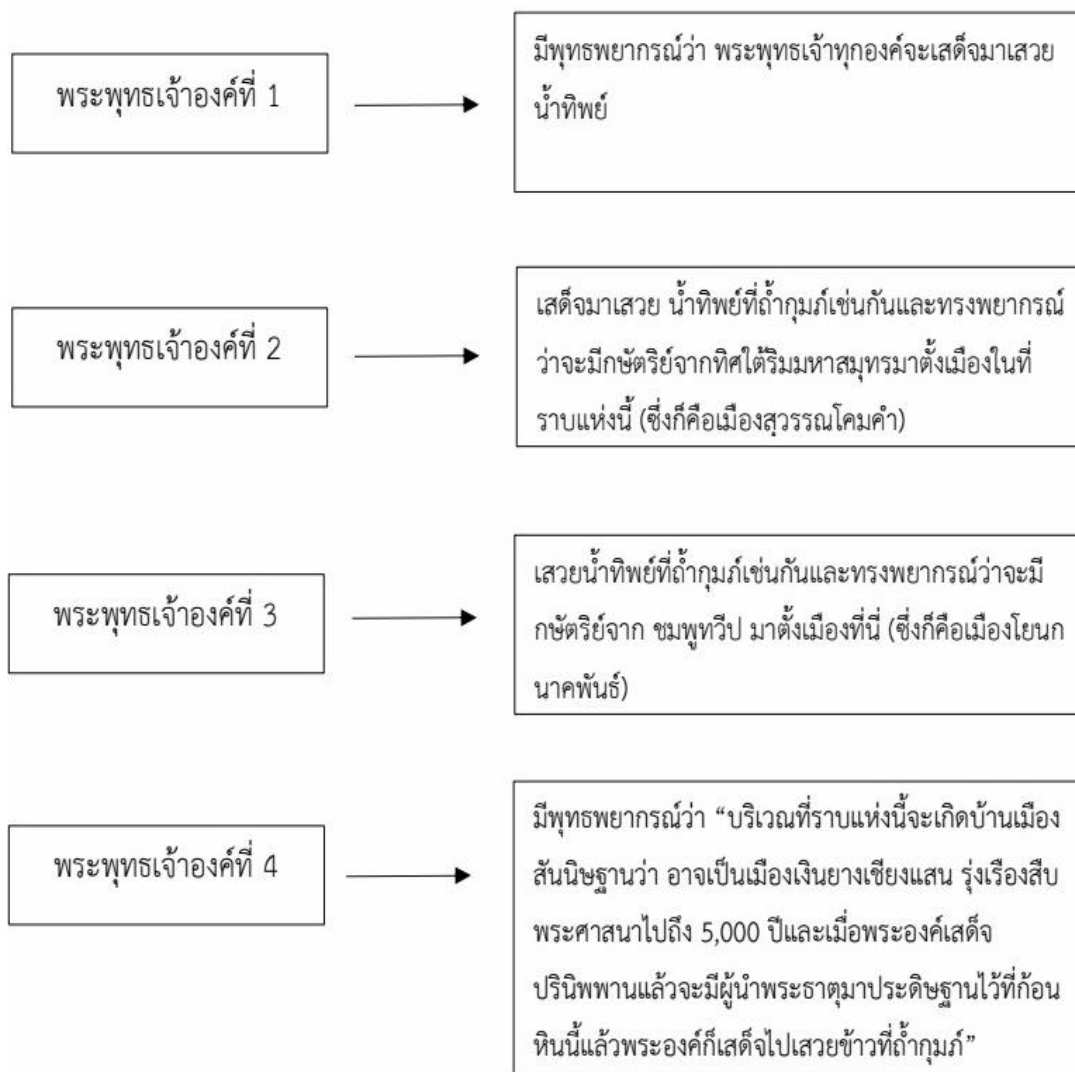 พระพุทธเจ้าองค์ที่ 1
มีพุทธพยากรณ์ว่า พระพุทธเจ้าทุกองค์จะเสด็จมาเสวย
น้ำทิพย์
พระพุทธเจ้าองค์ที่ 2
เสด็จมาเสวย น้ำทิพย์ที่ถ้ำกุมภ์เช่นกันและทรงพยากรณ์
ว่าจะมีกษัตริย์จากทิศใต้ริมมหาสมุทรมาตั้งเมืองในที่
ราบแห่งนี้ (ซึ่งก็คือเมืองสุวรรณโคมคำ)
พระพุทธเจ้าองค์ที่ 3
เสวยน้ำทิพย์ที่ถ้ำกุมภ์เช่นกันและทรงพยากรณ์ว่าจะมี
กษัตริย์จาก ชมพูทวีป มาตั้งเมืองที่นี่ (ซึ่งก็คือเมืองโยนก
นาคพันธ์)
พระพุทธเจ้าองค์ที่ 4
มีพุทธพยากรณ์ว่า “บริเวณที่ราบแห่งนี้จะเกิดบ้านเมือง
สันนิษฐานว่า อาจเป็นเมืองเงินยางเชียงแสน รุ่งเรืองสืบ
พระศาสนาไปถึง 5,000 ปีและเมื่อพระองค์เสด็จ
ปรินิพพานแล้วจะมีผู้นำพระธาตุมาประดิษฐานไว้ที่ก้อน
หินนี้แล้วพระองค์ก็เสด็จไปเสวยข้าวที่ถ้ำกุมภ์”